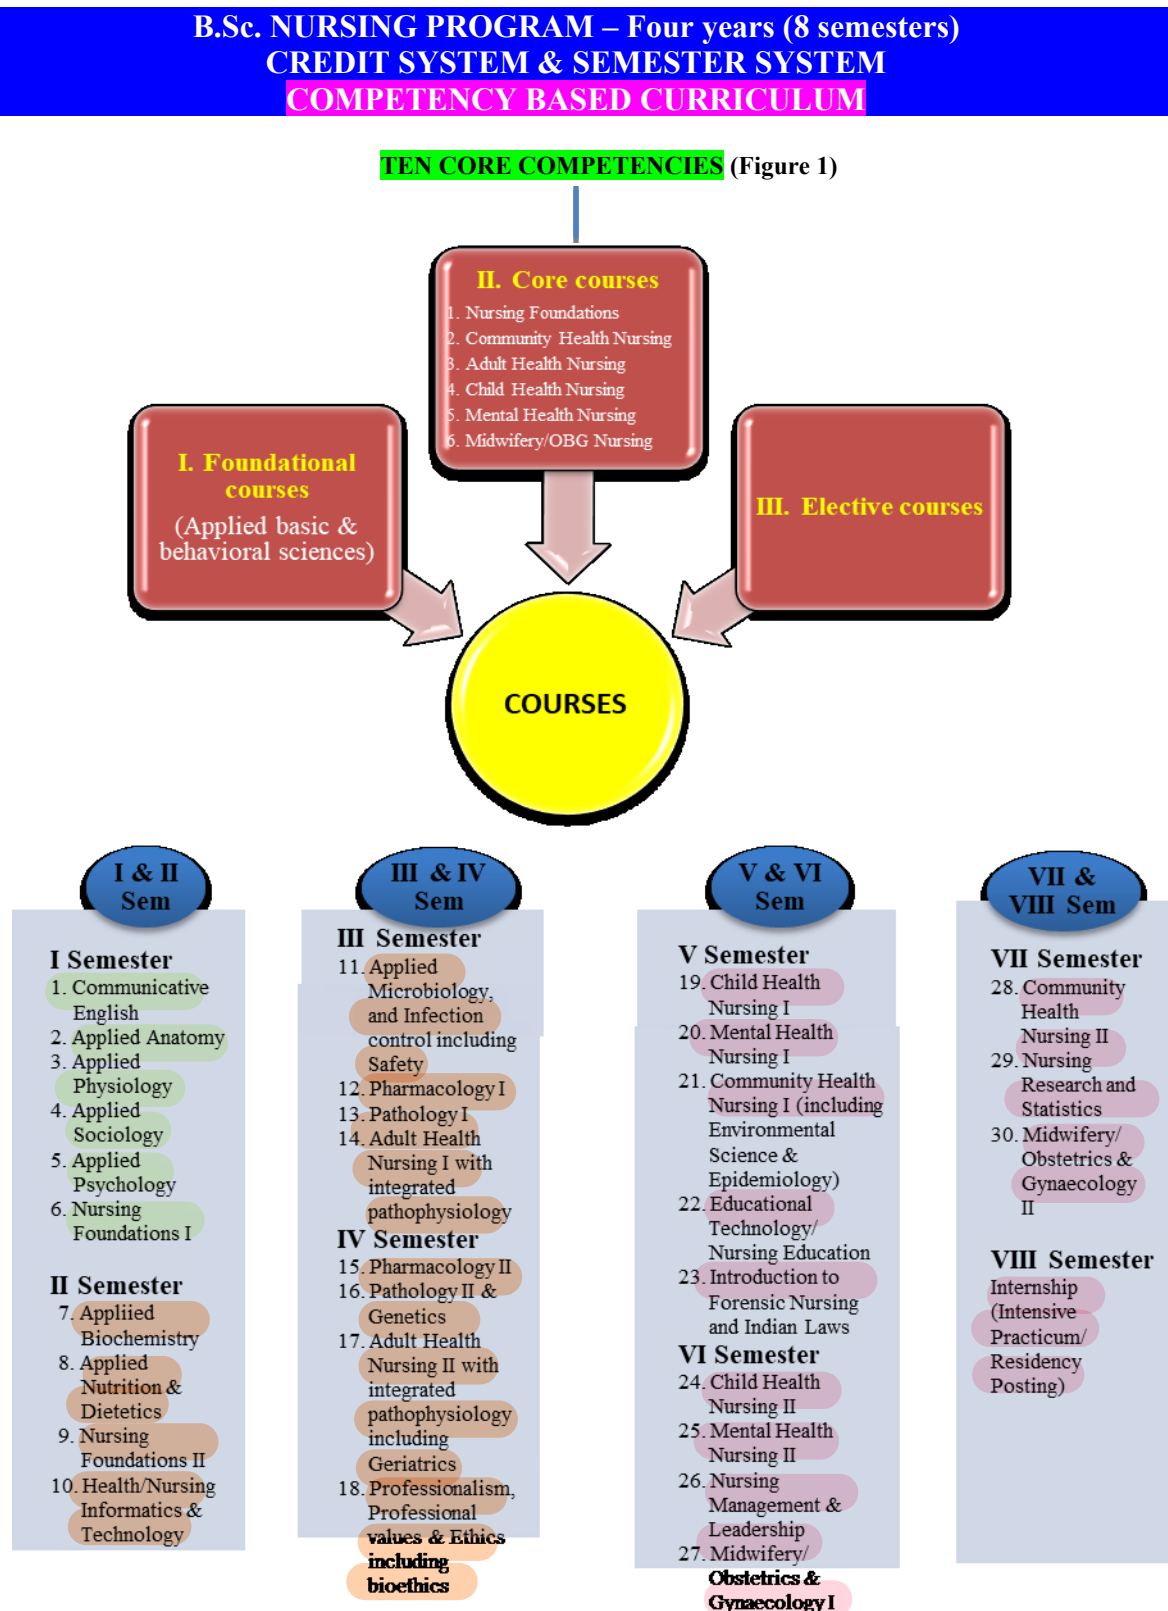 B.Sc. NURSING PROGRAM – Four years (8 semesters)
CREDIT SYSTEM & SEMESTER SYSTEM
COMPETENCY BASED CURRICULUM
TEN CORE COMPETENCIES (Figure 1)
II. Core courses
1. Nursing Foundations
2. Community Health Nursing
3. Adult Health Nursing
4. Child Health Nursing
5. Mental Health Nursing
6. Midwifery/OBG Nursing
I. Foundational
courses
(Applied basic &
behavioral sciences)
III. Elective courses
COURSES
I & II
Sem
I Semester
1. Communicative
English
2. Applied Anatomy
3. Applied
Physiology
4. Applied
Sociology
5. Applied
Psychology
6. Nursing
Foundations I
II Semester
7. Appliied
Biochemistry
8. Applied
Nutrition &
Dietetics
9. Nursing
Foundations II
10. Health/Nursing
Informatics &
Technology
III & IV
Sem
III Semester
11. Applied
Microbiology,
and Infection
control including
Safety
12. Pharmacology I
13. Pathology I
14. Adult Health
Nursing I with
integrated
pathophysiology
IV Semester
15. Pharmacology II
16. Pathology II &
Genetics
17. Adult Health
Nursing II with
integrated
pathophysiology
including
Geriatrics
18. Professionalism,
Professional
values & Ethics
including
bioethics
V & VI
Sem
V Semester
19. Child Health
Nursing I
20. Mental Health
Nursing I
21. Community Health
Nursing I (including
Environmental
Science &
Epidemiology)
22. Educational
Technology/
Nursing Education
23. Introduction to
Forensic Nursing
and Indian Laws
VI Semester
24. Child Health
Nursing II
25. Mental Health
Nursing II
26. Nursing
Management &
Leadership
27. Midwifery/
Obstetrics &
Gynaecology I
VII &
VIII Sem
VII Semester
28. Community
Health
Nursing II
29. Nursing
Research and
Statistics
30. Midwifery/
Obstetrics &
Gynaecology
II
VIII Semester
Internship
(Intensive
Practicum/
Residency
Posting)